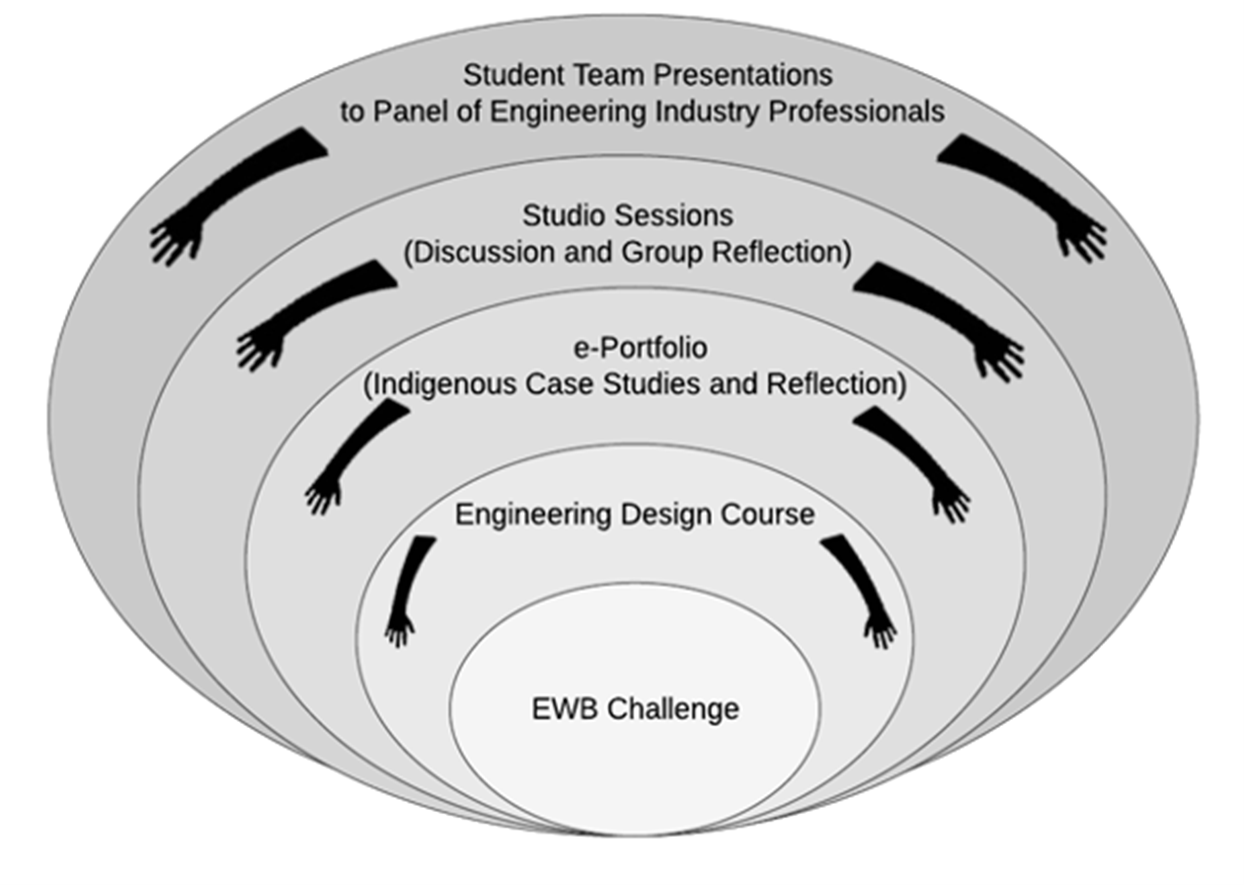 Student Team Presentations
to Panel of Engineering Industry Professionals
Studio Sessions
(Discussion and Group Reflection)
e-Portfolio
(Indigenous Case Studies and Reflection)
Engineering Design Course
EWB Challenge